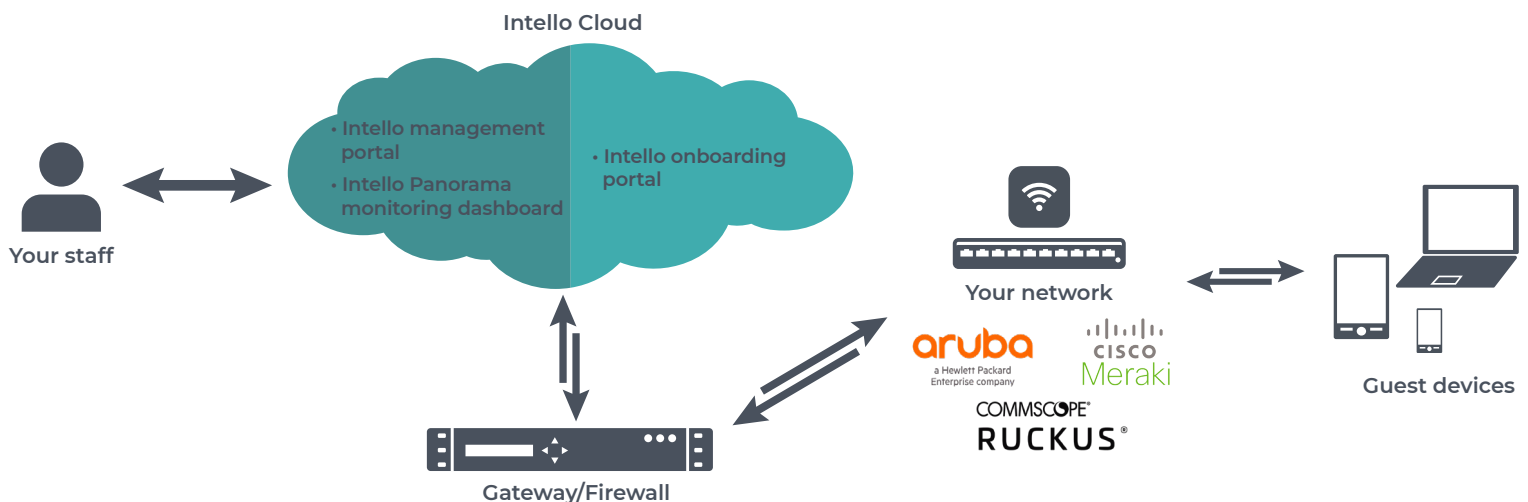 Intello Cloud
• Intello management
portal
• Intello Panorama
monitoring dashboard
• Intello onboarding
portal
Your staff
Your network
aruba
a Hewlett Packard
Enterprise company
CISCO
Meraki
COMMSCOPE®
RUCKUS®
Guest devices
Gateway/Firewall